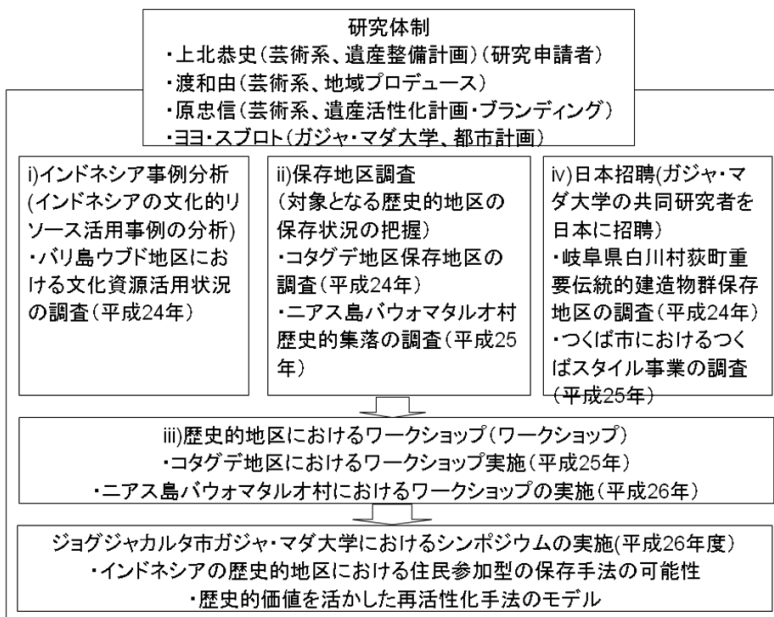 研究体制
・上北恭史(芸術系、遺産整備計画)(研究申請者)
・渡和由(芸術系、地域プロデュース)
・原忠信(芸術系、遺産活性化計画・ブランディング)
・ヨヨ・スブロト(ガジャ・マダ大学、都市計画)
i)インドネシア事例分析
(インドネシアの文化的リ
ソース活用事例の分析)
・バリ島ウブド地区にお
ける文化資源活用状況
の調査(平成24年)
ii)保存地区調査
(対象となる歴史的地区の
保存状況の把握)
・コタグデ地区保存地区の
調査(平成24年)
・ニアス島バウォマタルオ村
歴史的集落の調査(平成25
年)
iv)日本招聘(ガジャ・マ
ダ大学の共同研究者を
日本に招聘)
・岐阜県白川村荻町重
要伝統的建造物群保存
地区の調査(平成24年)
・つくば市におけるつく
ばスタイル事業の調査
(平成25年)
iii)歴史的地区におけるワークショップ(ワークショップ)
・コタグデ地区におけるワークショップ実施(平成25年)
・ニアス島バウォマタルオ村におけるワークショップの実施(平成26年)
ジョグジャカルタ市ガジャ・マダ大学におけるシンポジウムの実施(平成26年度)
・インドネシアの歴史的地区における住民参加型の保存手法の可能性
・歴史的価値を活かした再活性化手法のモデル